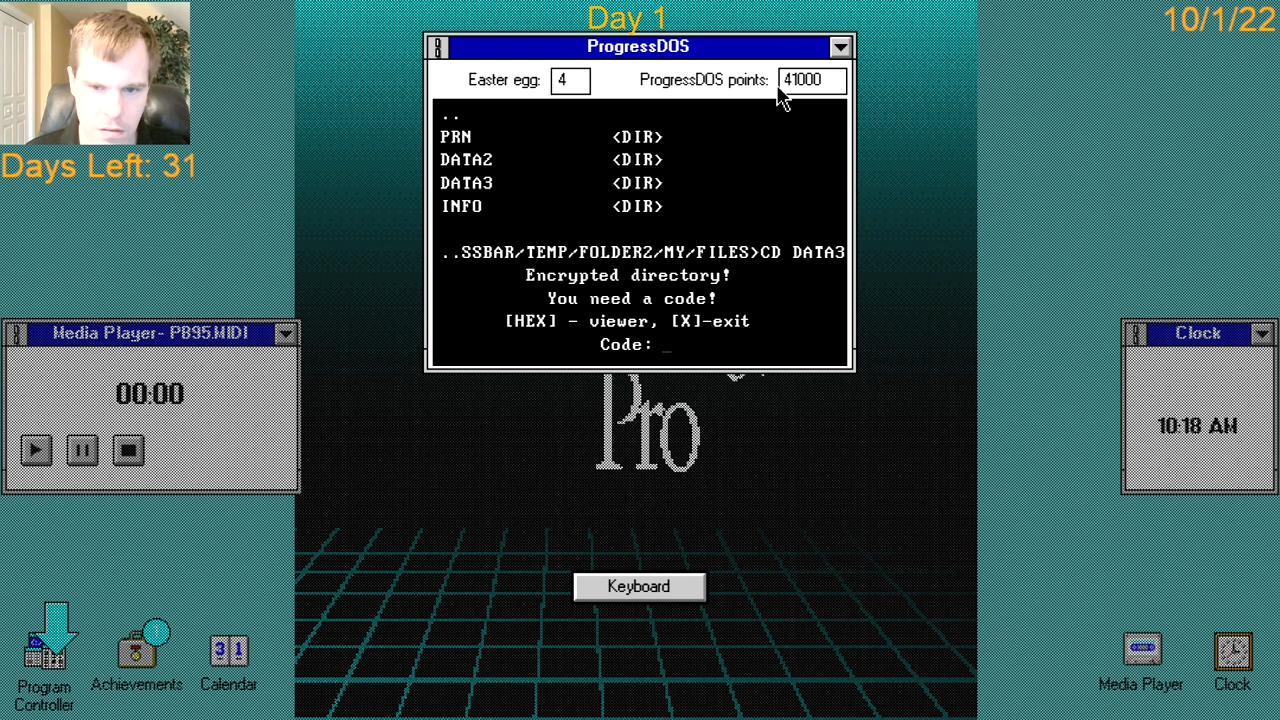 Day 1
10/1/22
ProgressDOS
Easter egg: 4 ProgressDOS points: 41000
..
PRN <DIR>
DATA2 <DIR>
DATA3 <DIR>
INFO <DIR>
..SSBAR/TEMP/FOLDER2/MY/FILES>CD DATA3
Encrypted directory!
You need a code!
[HEX] - viewer, [X]-exit
Code: _
Days Left: 31
Media Player- PB95.MIDI
00:00
Clock
10:18 AM
Pro
Keyboard
Program Controller
Achievements
31
Calendar
Media Player
Clock